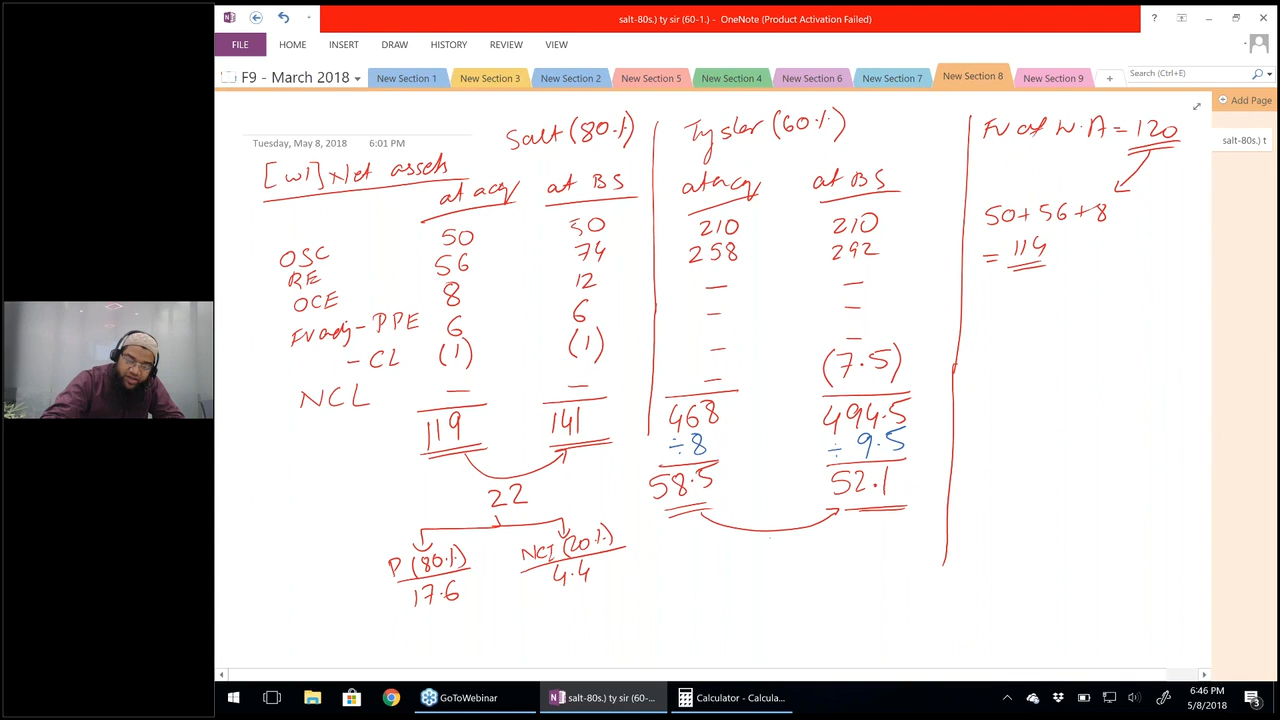 salt-80s.) ty sir (60-1.) - OneNote (Product Activation Failed)
FILE HOME INSERT DRAW HISTORY REVIEW VIEW
F9 - March 2018
New Section 1 New Section 3 New Section 2 New Section 5 New Section 4 New Section 6 New Section 7 New Section 8 New Section 9
Search (Ctrl+E)
Add Page
salt-80s.) t
Tuesday, May 8, 2018 6:01 PM
Salt (80%) Tysler (60%) FV of N.A = 120
[W1] Net assets at acq at BS at acq at BS
50 + 56 + 8
= 114
OSC 50 50 210 210
RE 56 74 258 292
OCE 8 12 - -
FV adj - PPE 6 6 - -
- CL (1) (1) - -
NCL - - - (7.5)
119 141 468 494.5
÷ 8 ÷ 9.5
58.5 52.1
22
P (80%) NCI (20%)
17.6 4.4
GoToWebinar
salt-80s.) ty sir (60-...
Calculator - Calcula...
6:46 PM
5/8/2018
3